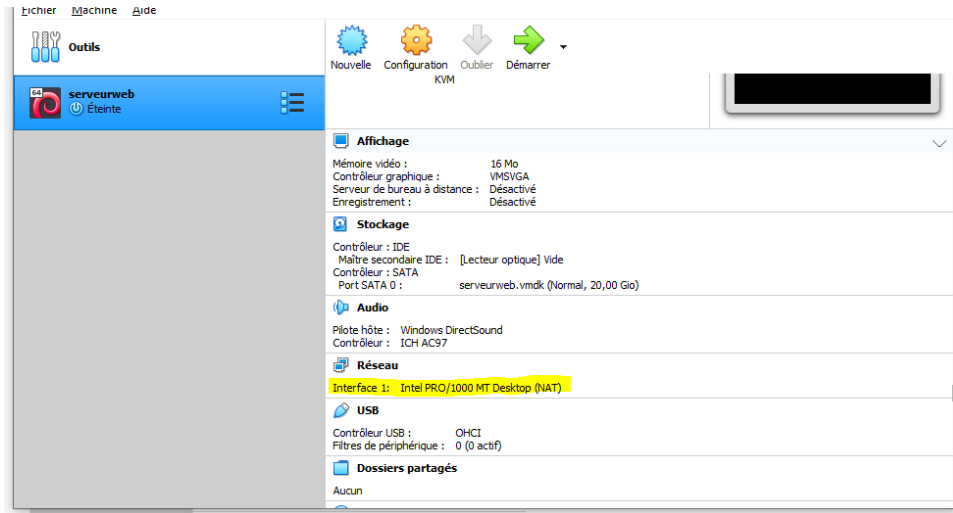 Fichier Machine Aide
Outils
Nouvelle Configuration Oublier Démarrer
KVM
64 serveurweb
Éteinte
Affichage
Mémoire vidéo : 16 Mo
Contrôleur graphique : VMSVGA
Serveur de bureau à distance : Désactivé
Enregistrement : Désactivé
Stockage
Contrôleur : IDE
Maître secondaire IDE : [Lecteur optique] Vide
Contrôleur : SATA
Port SATA 0 : serveurweb.vmdk (Normal, 20,00 Gio)
Audio
Pilote hôte : Windows DirectSound
Contrôleur : ICH AC97
Réseau
Interface 1: Intel PRO/1000 MT Desktop (NAT)
USB
Contrôleur USB : OHCI
Filtres de périphérique : 0 (0 actif)
Dossiers partagés
Aucun